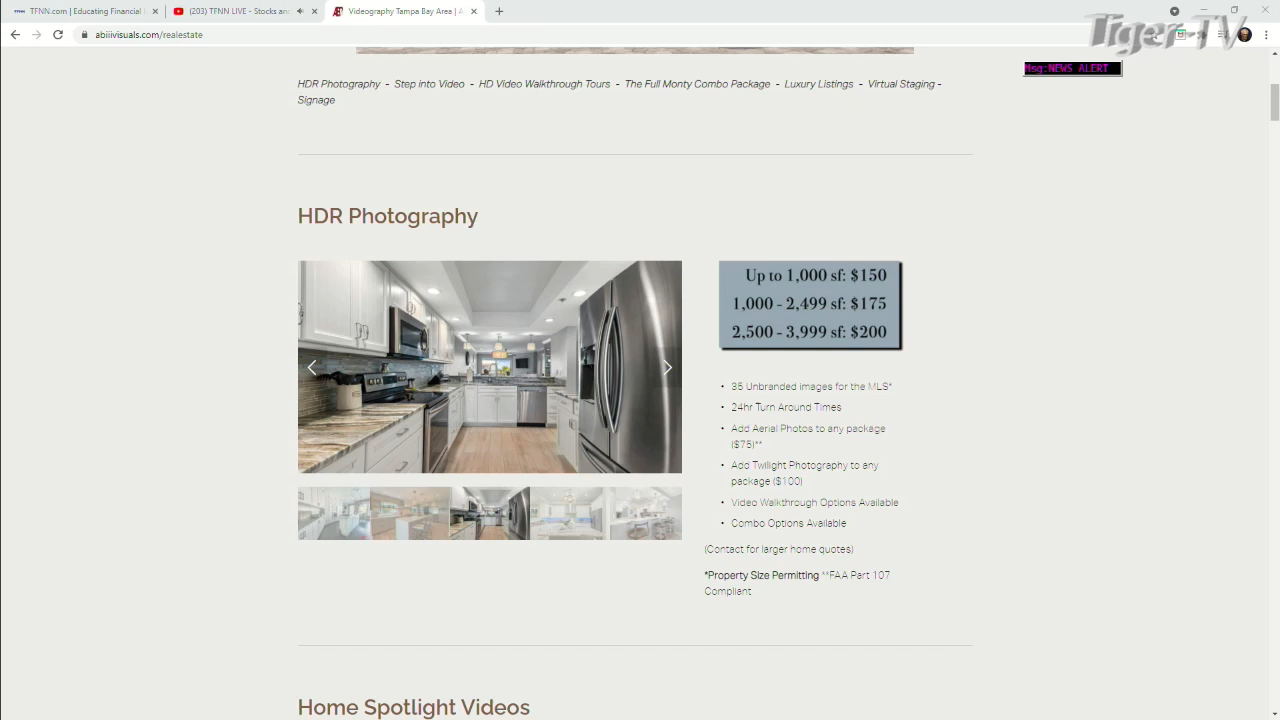 TFNN.com | Educating Financial
(203) TFNN LIVE - Stocks and
Videography Tampa Bay Area | A
Tiger-TV
abiiivisuals.com/realestate
Msg:NEWS ALERT
HDR Photography - Step into Video - HD Video Walkthrough Tours - The Full Monty Combo Package - Luxury Listings - Virtual Staging -
Signage
HDR Photography
Up to 1,000 sf: $150
1,000 - 2,499 sf: $175
2,500 - 3,999 sf: $200
• 35 Unbranded images for the MLS*
• 24hr Turn Around Times
• Add Aerial Photos to any package
($75)**
• Add Twilight Photography to any
package ($100)
• Video Walkthrough Options Available
• Combo Options Available
(Contact for larger home quotes)
*Property Size Permitting **FAA Part 107
Compliant
Home Spotlight Videos